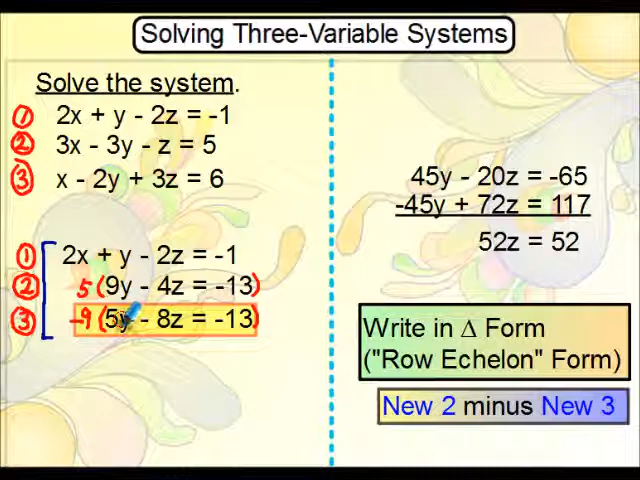 Solving Three-Variable Systems
Solve the system.
① 2x + y - 2z = -1
② 3x - 3y - z = 5
③ x - 2y + 3z = 6
① 2x + y - 2z = -1
② 5(9y - 4z = -13)
③ -9(5y - 8z = -13)
45y - 20z = -65
-45y + 72z = 117
52z = 52
Write in Δ Form
("Row Echelon" Form)
New 2 minus New 3